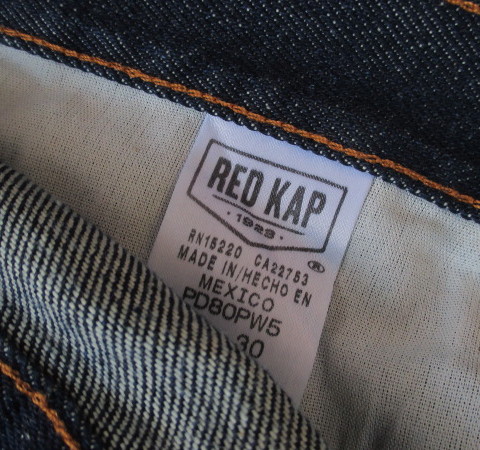 RED KAP
· 1923 ·
®
RN15220 CA22753
MADE IN/HECHO EN
MEXICO
PD80PW5
30